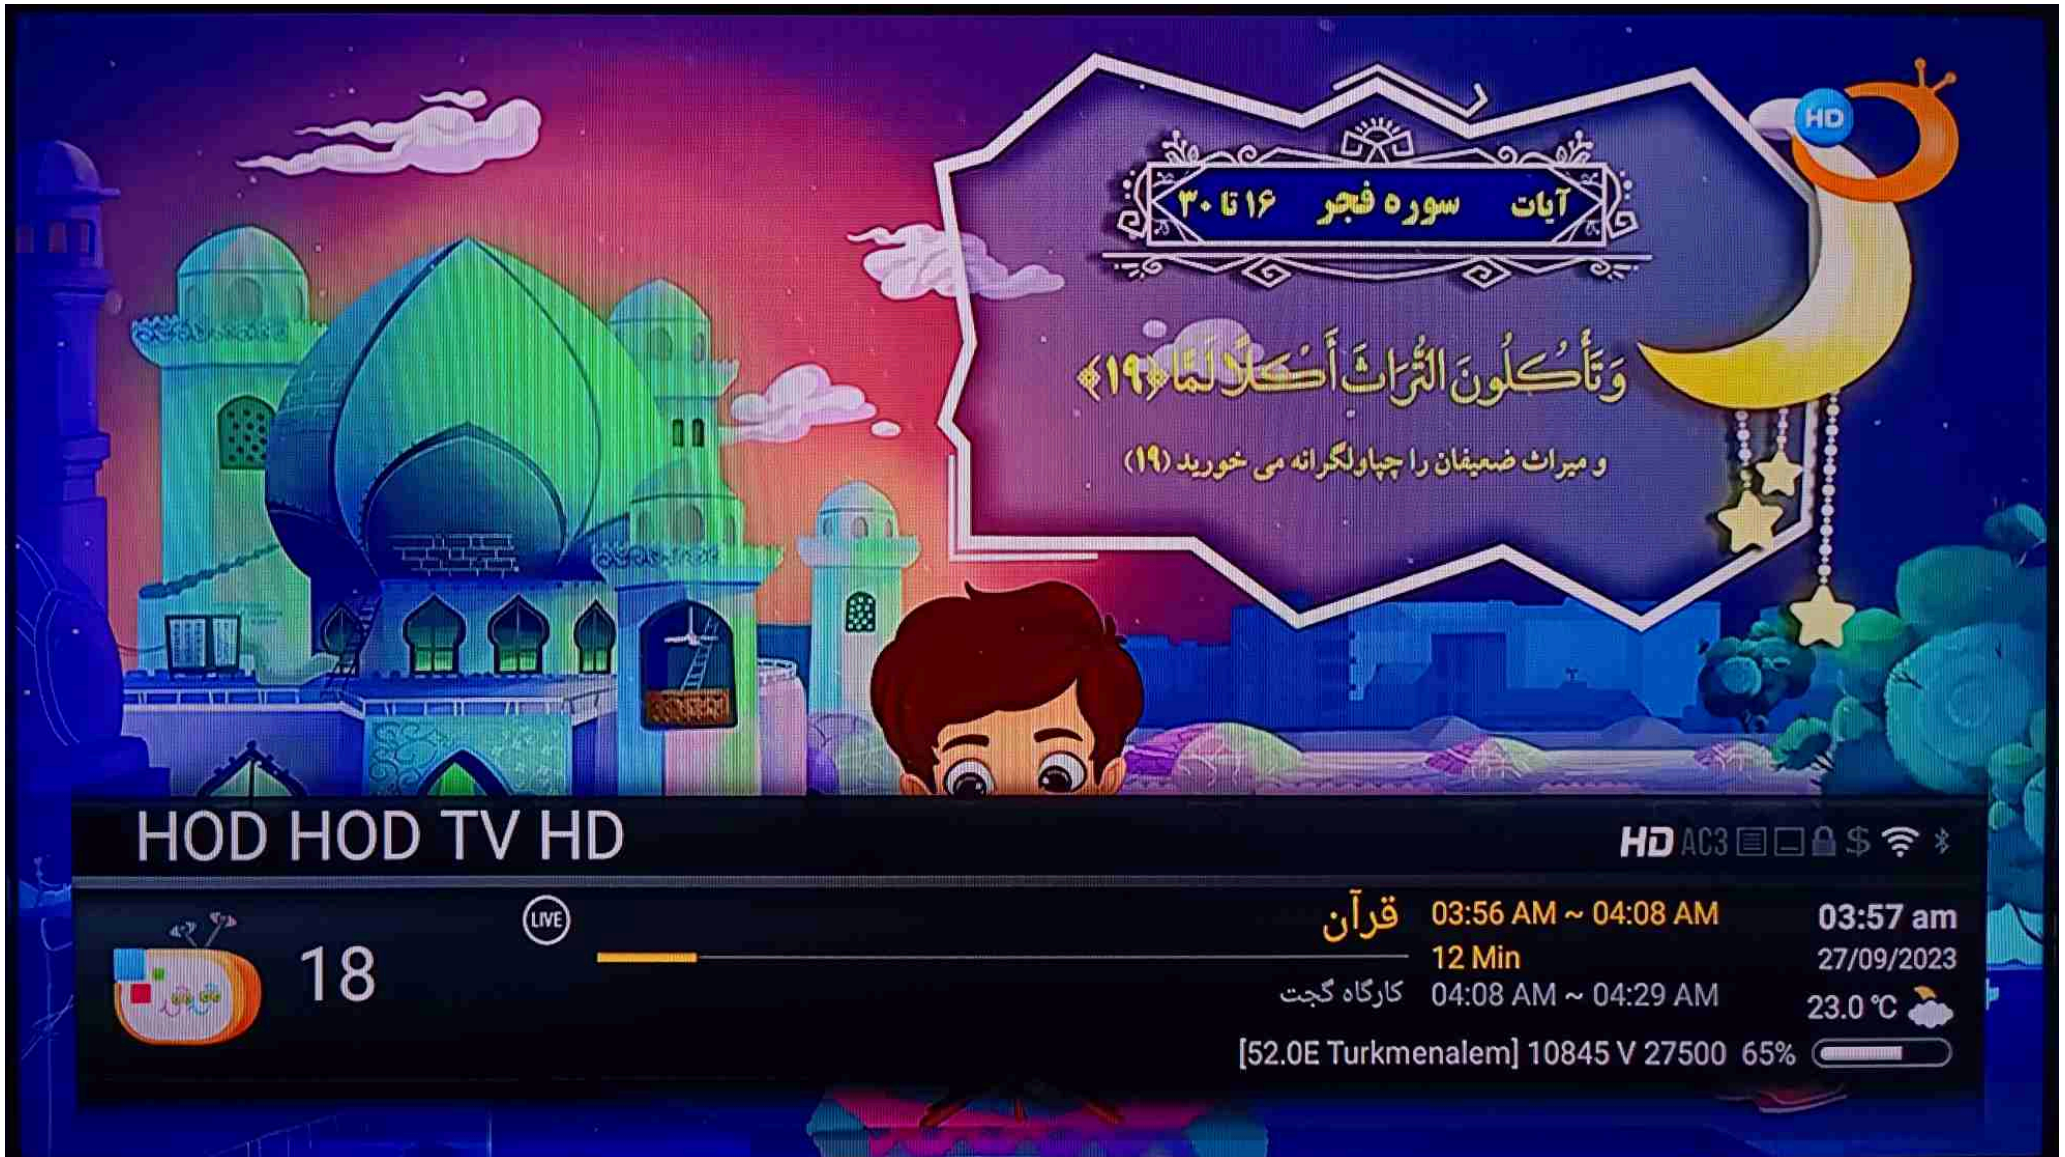 HD
آیات سوره فجر ۱۶ تا ۳۰
وَ تَأْكُلُونَ التُّرَاثَ أَكْلًا لَمًّا ﴿۱۹﴾
و میراث ضعیفان را چپاولگرانه می خورید (۱۹)
HOD HOD TV HD
HD AC3 $
LIVE
18
قرآن 03:56 AM ~ 04:08 AM
12 Min
کارگاه گجت 04:08 AM ~ 04:29 AM
03:57 am
27/09/2023
23.0 °C
[52.0E Turkmenalem] 10845 V 27500 65%